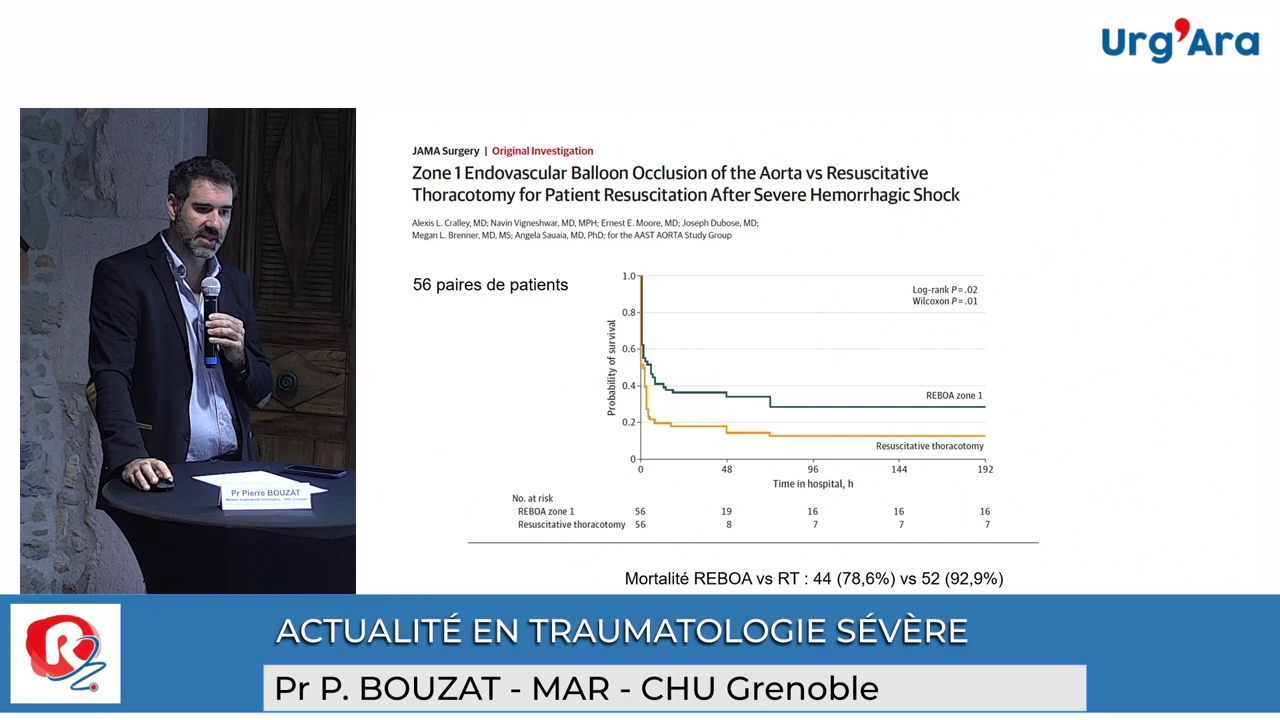 Urg'Ara
JAMA Surgery | Original Investigation
Zone 1 Endovascular Balloon Occlusion of the Aorta vs Resuscitative
Thoracotomy for Patient Resuscitation After Severe Hemorrhagic Shock
Alexis L. Cralley, MD; Navin Vigneshwar, MD, MPH; Ernest E. Moore, MD; Joseph Dubose, MD;
Megan L. Brenner, MD, MS; Angela Sauaia, MD, PhD; for the AAST AORTA Study Group
56 paires de patients
Probability of survival
1.0
0.8
0.6
0.4
0.2
0
Log-rank P = .02
Wilcoxon P = .01
REBOA zone 1
Resuscitative thoracotomy
0 48 96 144 192
Time in hospital, h
No. at risk
REBOA zone 1 56 19 16 16 16
Resuscitative thoracotomy 56 8 7 7 7
Mortalité REBOA vs RT : 44 (78,6%) vs 52 (92,9%)
Pr Pierre BOUZAT
R
ACTUALITÉ EN TRAUMATOLOGIE SÉVÈRE
Pr P. BOUZAT - MAR - CHU Grenoble